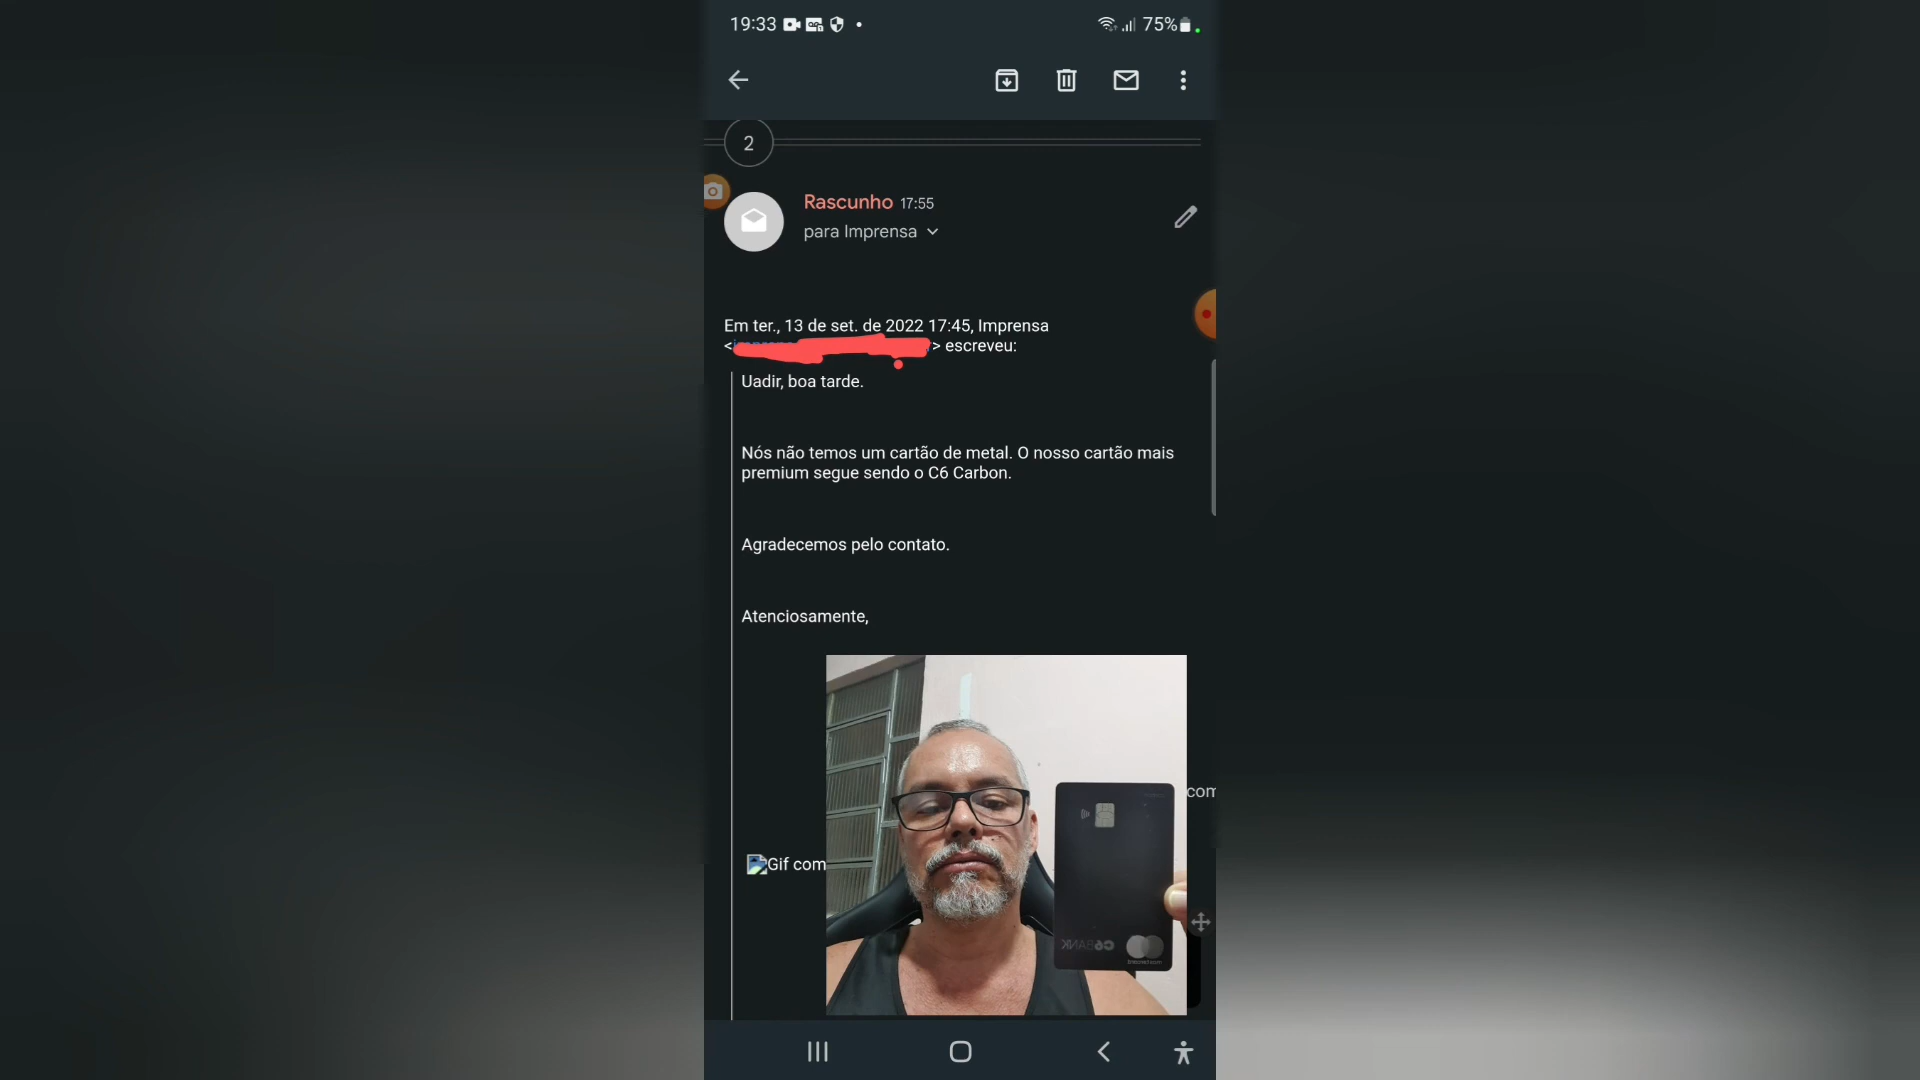 19:33
75%
2
Rascunho 17:55
para Imprensa
Em ter., 13 de set. de 2022 17:45, Imprensa
< > escreveu:
Uadir, boa tarde.
Nós não temos um cartão de metal. O nosso cartão mais
premium segue sendo o C6 Carbon.
Agradecemos pelo contato.
Atenciosamente,
com
Gif com
C6BANK